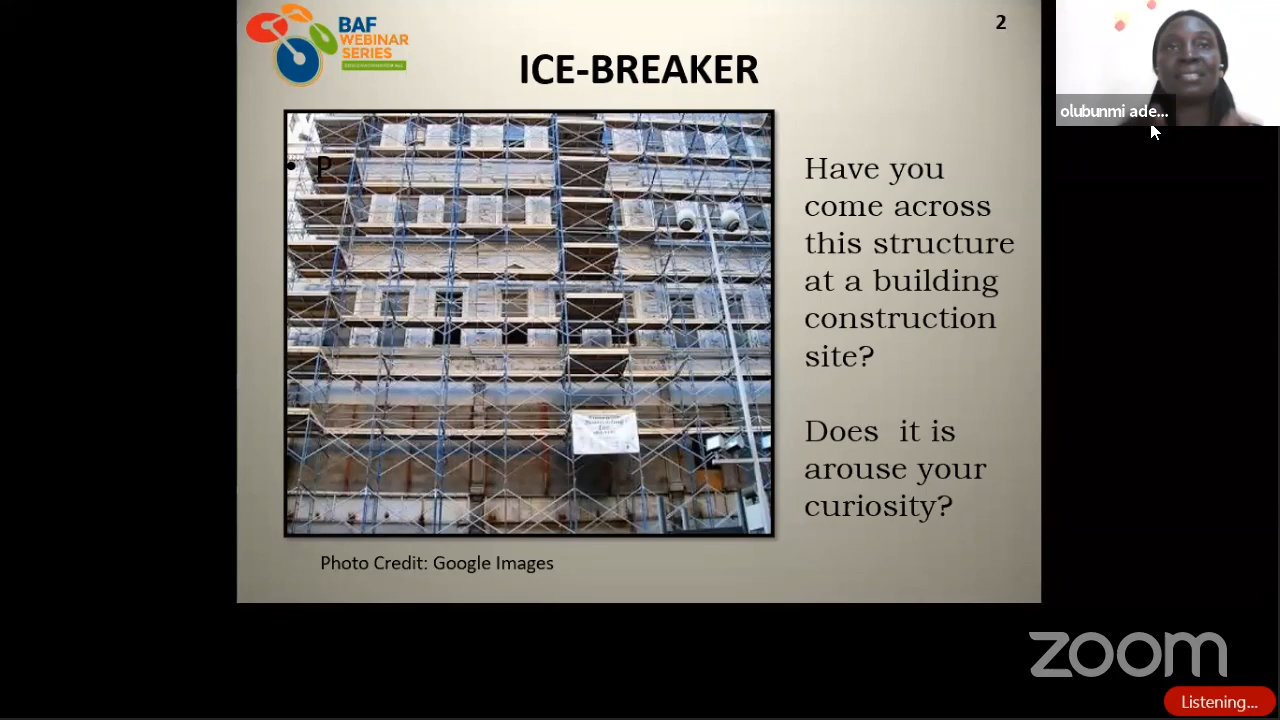 2
BAF
WEBINAR
SERIES
ICE-BREAKER
olubunmi ade...
• P
Have you
come across
this structure
at a building
construction
site?
Does it is
arouse your
curiosity?
Photo Credit: Google Images
zoom
Listening...